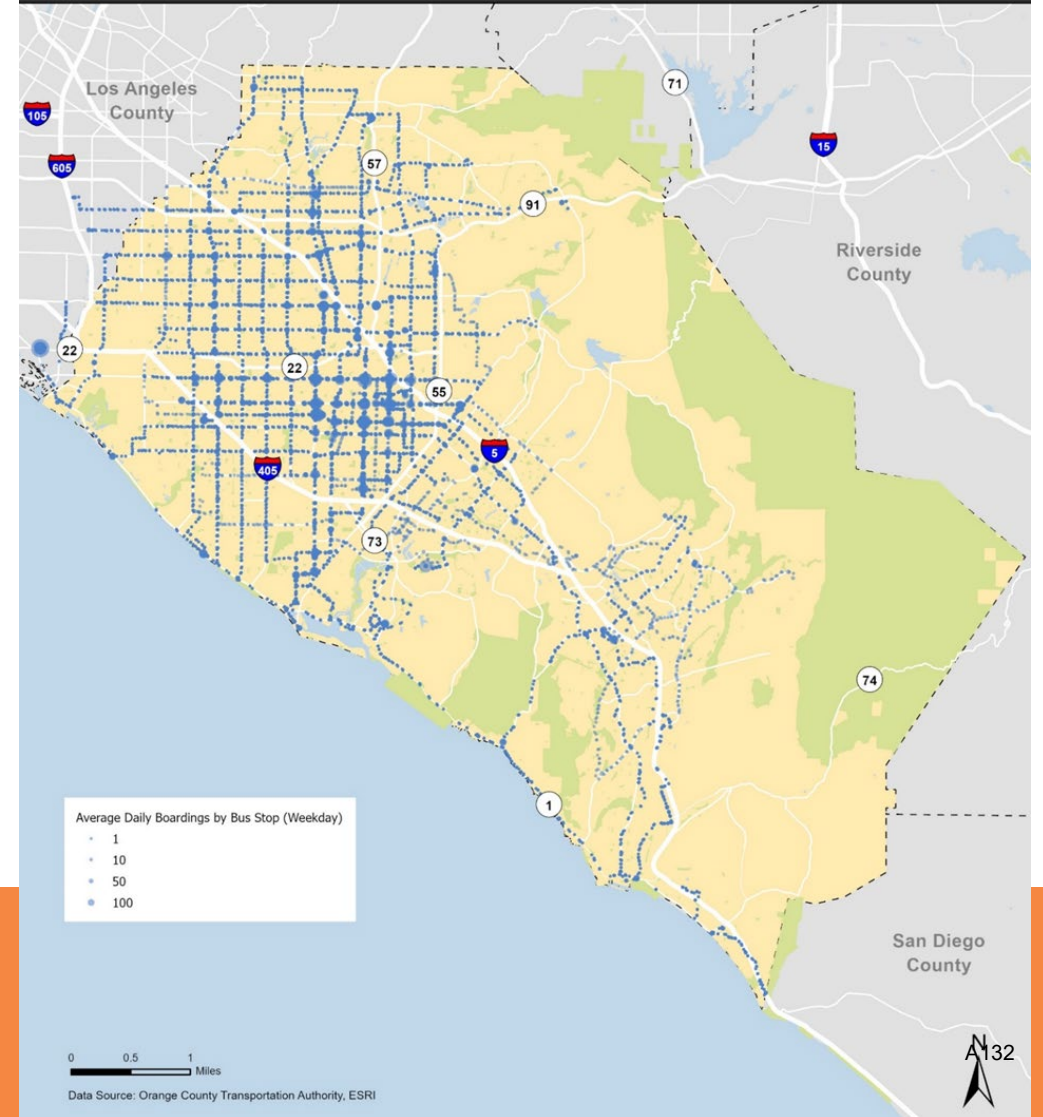 Los Angeles
County
105
605
57
71
15
91
Riverside
County
22
22
55
5
405
73
74
1
Average Daily Boardings by Bus Stop (Weekday)
1
10
50
100
San Diego
County
N
A132
0 0.5 1
Miles
Data Source: Orange County Transportation Authority, ESRI